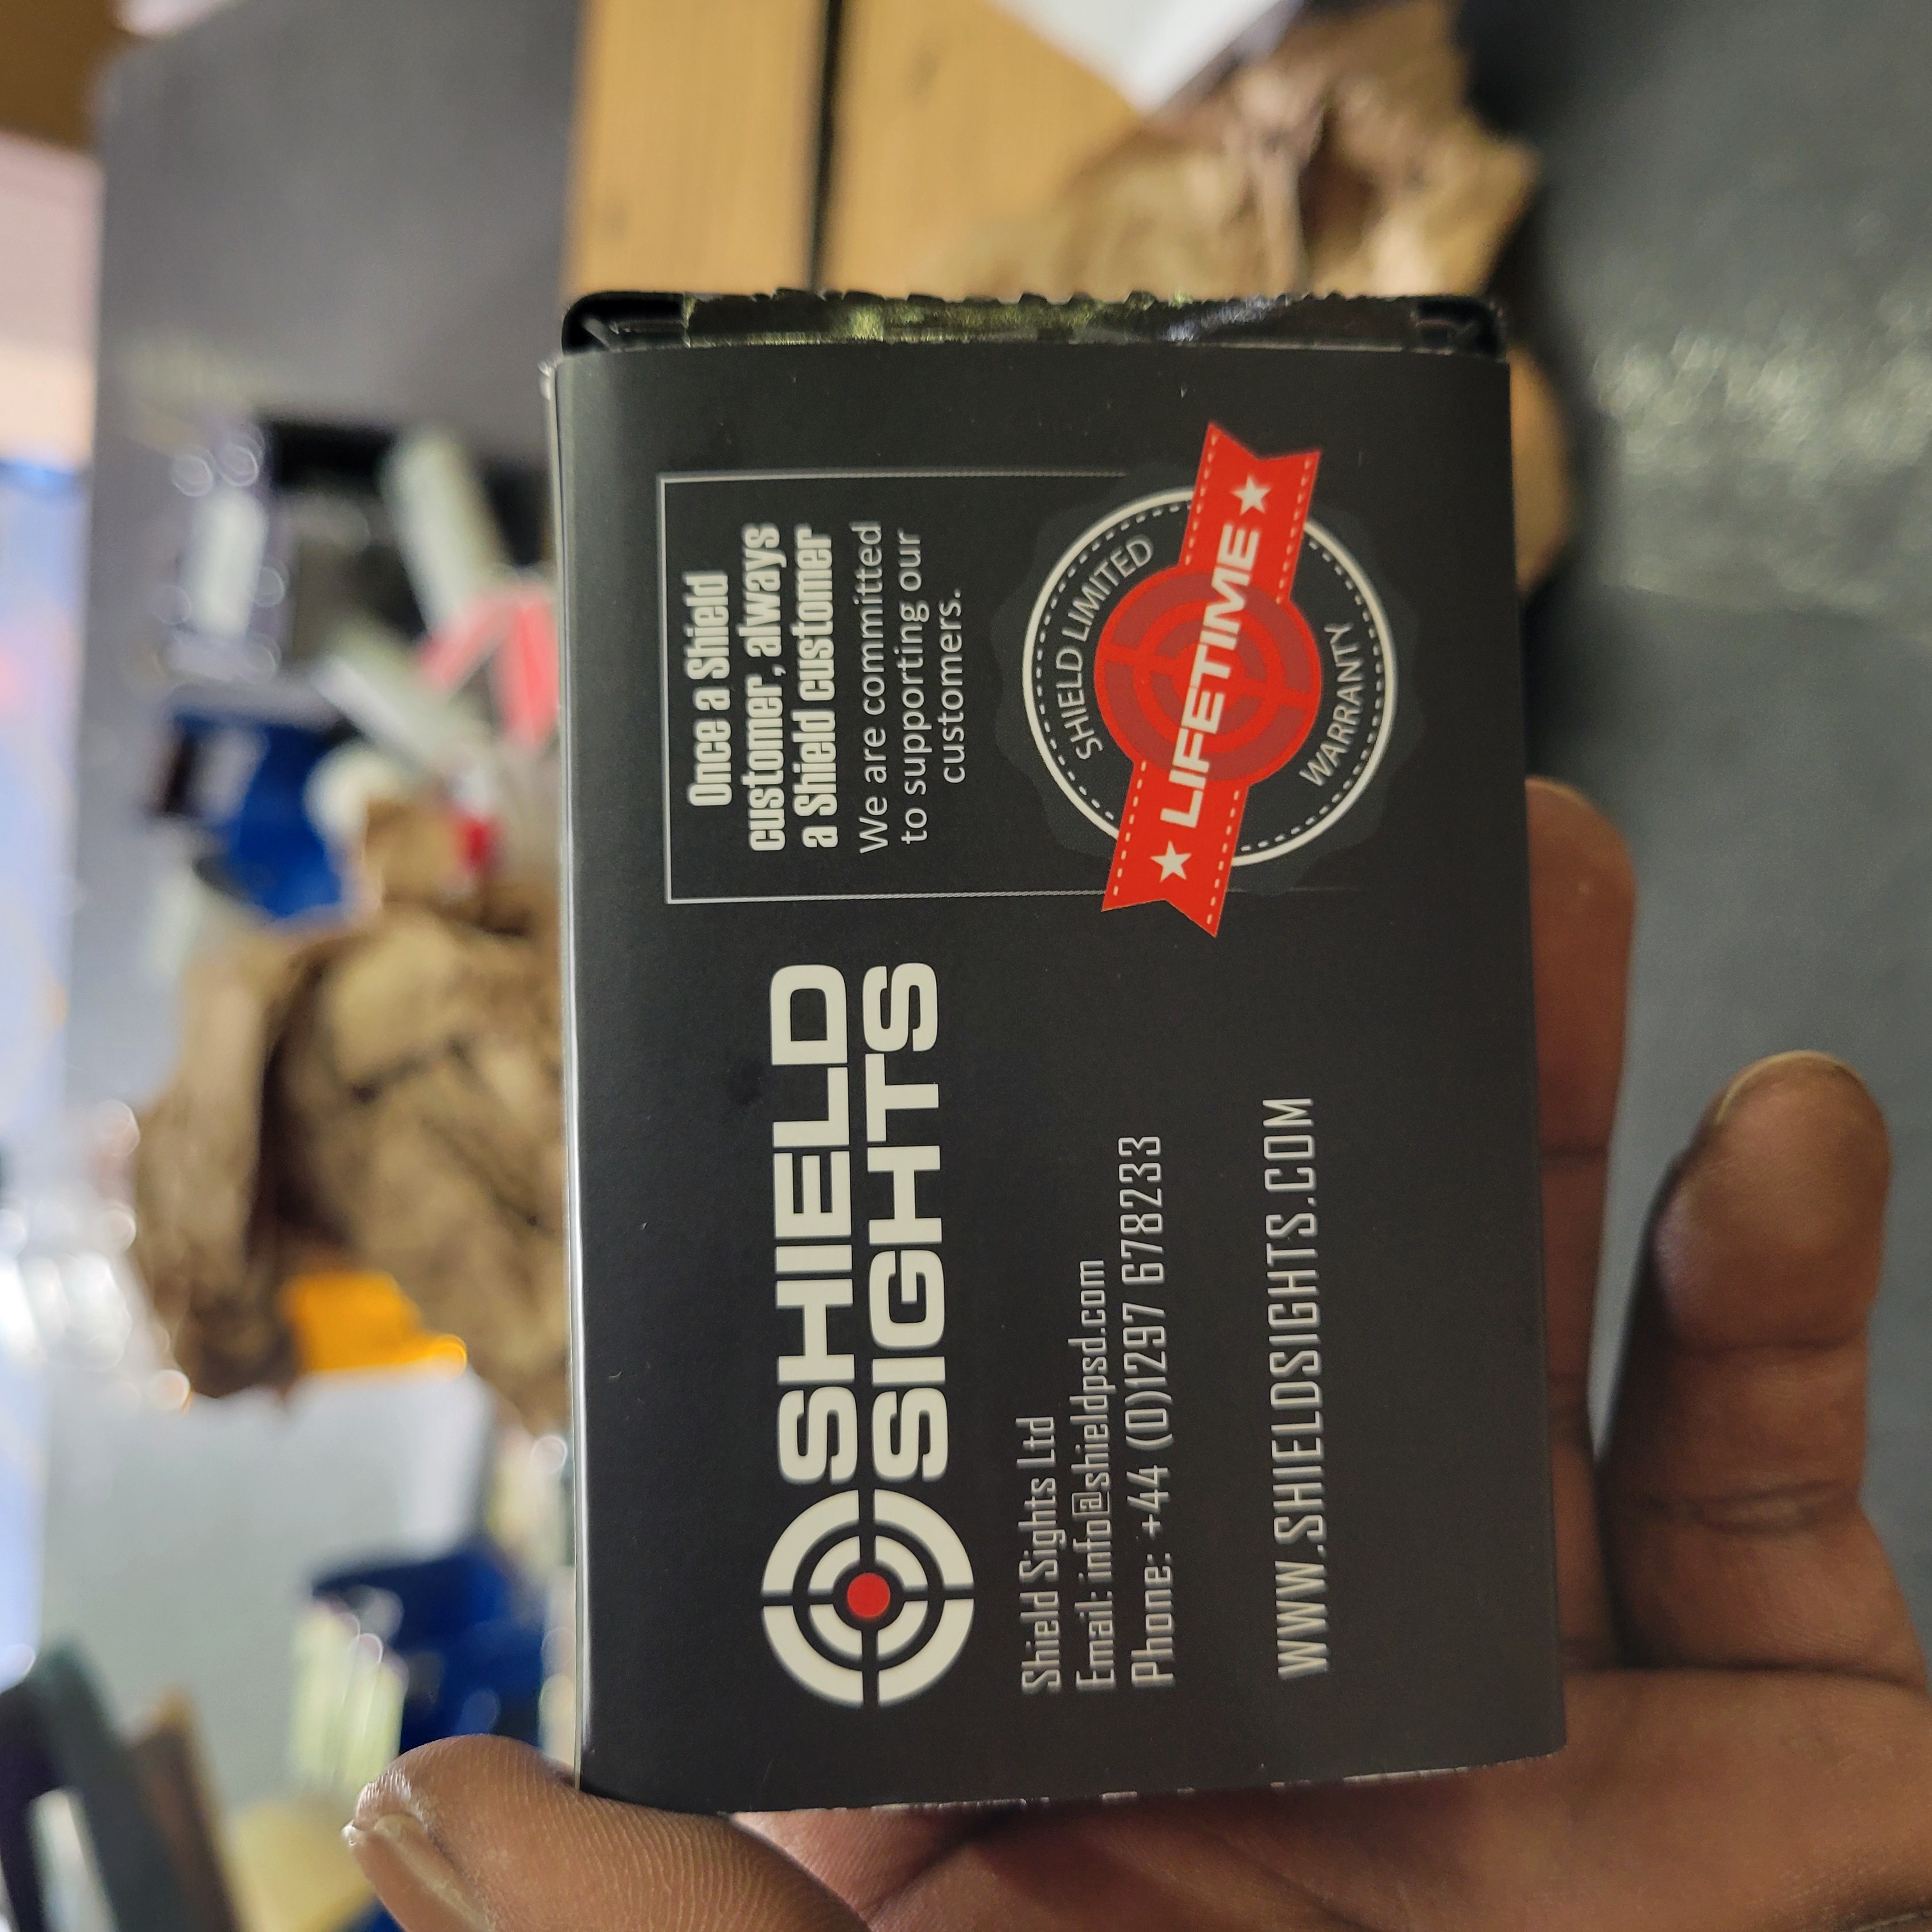 SHIELD
SIGHTS
Shield Sights Ltd
Email: info@shieldpsd.com
Phone: +44 (0)1297 678233
WWW.SHIELDSIGHTS.COM
Once a Shield
customer, always
a Shield customer
We are committed
to supporting our
customers.
SHIELD LIMITED
LIFETIME
WARRANTY